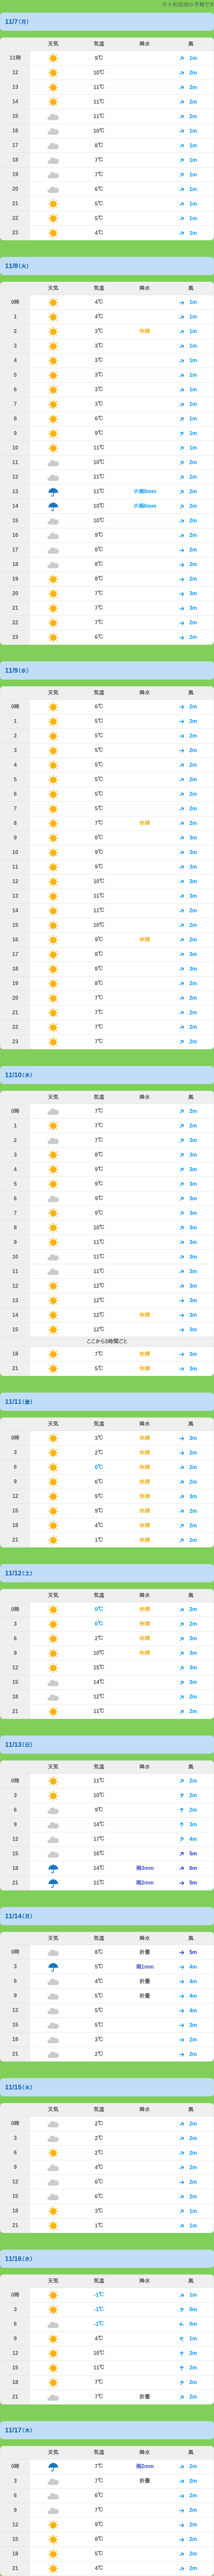 11/7(月)
天気 気温 降水 風
11時 9℃ 1m
12 10℃ 2m
13 11℃ 2m
14 11℃ 2m
15 11℃ 2m
16 10℃ 1m
17 8℃ 1m
18 7℃ 1m
19 7℃ 1m
20 6℃ 1m
21 5℃ 1m
22 5℃ 1m
23 4℃ 1m
11/8(火)
天気 気温 降水 風
0時 4℃ 1m
1 4℃ 1m
2 3℃ 快晴 1m
3 3℃ 1m
4 3℃ 1m
5 3℃ 1m
6 3℃ 1m
7 3℃ 1m
8 6℃ 1m
9 9℃ 1m
10 11℃ 1m
11 10℃ 2m
12 11℃ 2m
13 11℃ 小雨0mm 2m
14 10℃ 小雨0mm 2m
15 10℃ 2m
16 9℃ 2m
17 8℃ 2m
18 8℃ 2m
19 8℃ 2m
20 7℃ 3m
21 7℃ 3m
22 7℃ 2m
23 6℃ 2m
11/9(水)
天気 気温 降水 風
0時 6℃ 2m
1 5℃ 2m
2 5℃ 2m
3 5℃ 2m
4 5℃ 2m
5 5℃ 2m
6 5℃ 2m
7 5℃ 2m
8 7℃ 快晴 2m
9 8℃ 3m
10 9℃ 3m
11 9℃ 3m
12 10℃ 3m
13 11℃ 3m
14 11℃ 2m
15 10℃ 2m
16 9℃ 快晴 2m
17 8℃ 3m
18 8℃ 3m
19 8℃ 2m
20 7℃ 2m
21 7℃ 2m
22 7℃ 2m
23 7℃ 2m
11/10(木)
天気 気温 降水 風
0時 7℃ 2m
1 7℃ 2m
2 7℃ 3m
3 8℃ 3m
4 9℃ 3m
5 9℃ 3m
6 9℃ 3m
7 9℃ 3m
8 10℃ 3m
9 11℃ 3m
10 11℃ 3m
11 11℃ 3m
12 12℃ 3m
13 12℃ 3m
14 12℃ 快晴 3m
15 12℃ 3m
ここから3時間ごと
18 7℃ 快晴 3m
21 5℃ 快晴 3m
11/11(金)
天気 気温 降水 風
0時 3℃ 快晴 3m
3 2℃ 快晴 2m
6 0℃ 快晴 2m
9 6℃ 快晴 2m
12 9℃ 快晴 3m
15 9℃ 快晴 2m
18 4℃ 快晴 2m
21 1℃ 快晴 2m
11/12(土)
天気 気温 降水 風
0時 0℃ 快晴 2m
3 0℃ 快晴 2m
6 2℃ 快晴 3m
9 10℃ 快晴 3m
12 15℃ 3m
15 14℃ 3m
18 12℃ 2m
21 11℃ 2m
11/13(日)
天気 気温 降水 風
0時 11℃ 2m
3 10℃ 2m
6 9℃ 2m
9 14℃ 3m
12 17℃ 4m
15 16℃ 5m
18 14℃ 雨3mm 6m
21 11℃ 雨2mm 5m
11/14(月)
天気 気温 降水 風
0時 8℃ 折畳 5m
3 5℃ 雨1mm 4m
6 4℃ 折畳 4m
9 5℃ 折畳 4m
12 5℃ 4m
15 5℃ 3m
18 3℃ 2m
21 2℃ 2m
11/15(火)
天気 気温 降水 風
0時 2℃ 2m
3 2℃ 2m
6 2℃ 2m
9 4℃ 2m
12 6℃ 2m
15 6℃ 2m
18 3℃ 1m
21 1℃ 1m
11/16(水)
天気 気温 降水 風
0時 -1℃ 1m
3 -1℃ 0m
6 -1℃ 0m
9 4℃ 1m
12 10℃ 2m
15 11℃ 2m
18 7℃ 2m
21 7℃ 折畳 2m
11/17(木)
天気 気温 降水 風
0時 7℃ 雨2mm 2m
3 7℃ 折畳 2m
6 6℃ 2m
9 7℃ 2m
12 9℃ 2m
15 8℃ 2m
18 5℃ 2m
21 4℃ 2m